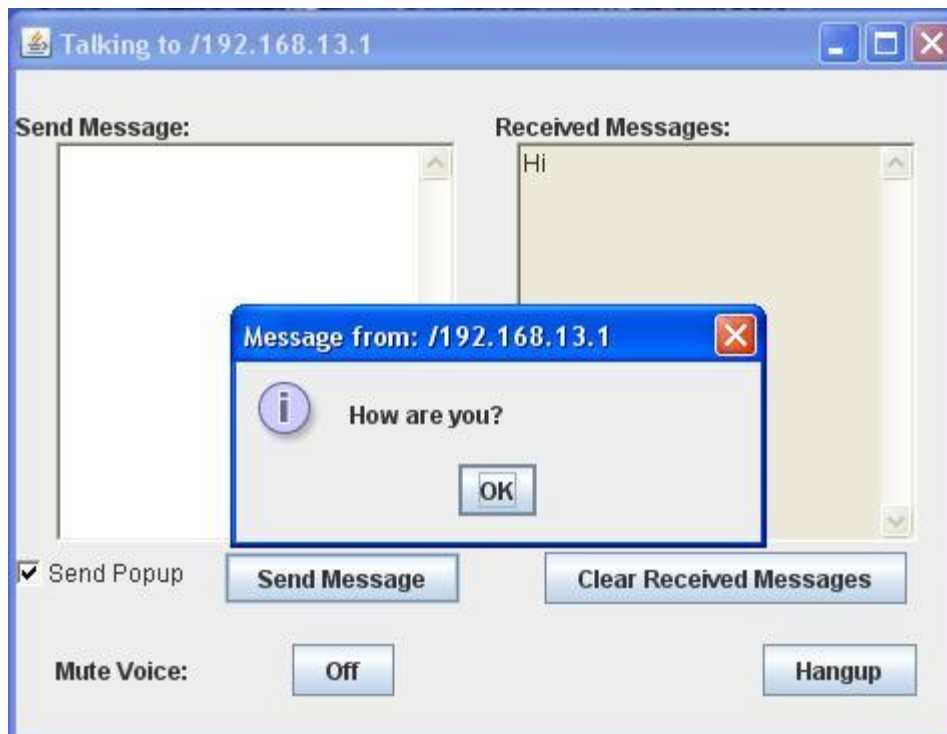 Talking to /192.168.13.1
Send Message:
Received Messages:
Hi
Message from: /192.168.13.1
i
How are you?
OK
Send Popup
Send Message
Clear Received Messages
Mute Voice:
Off
Hangup